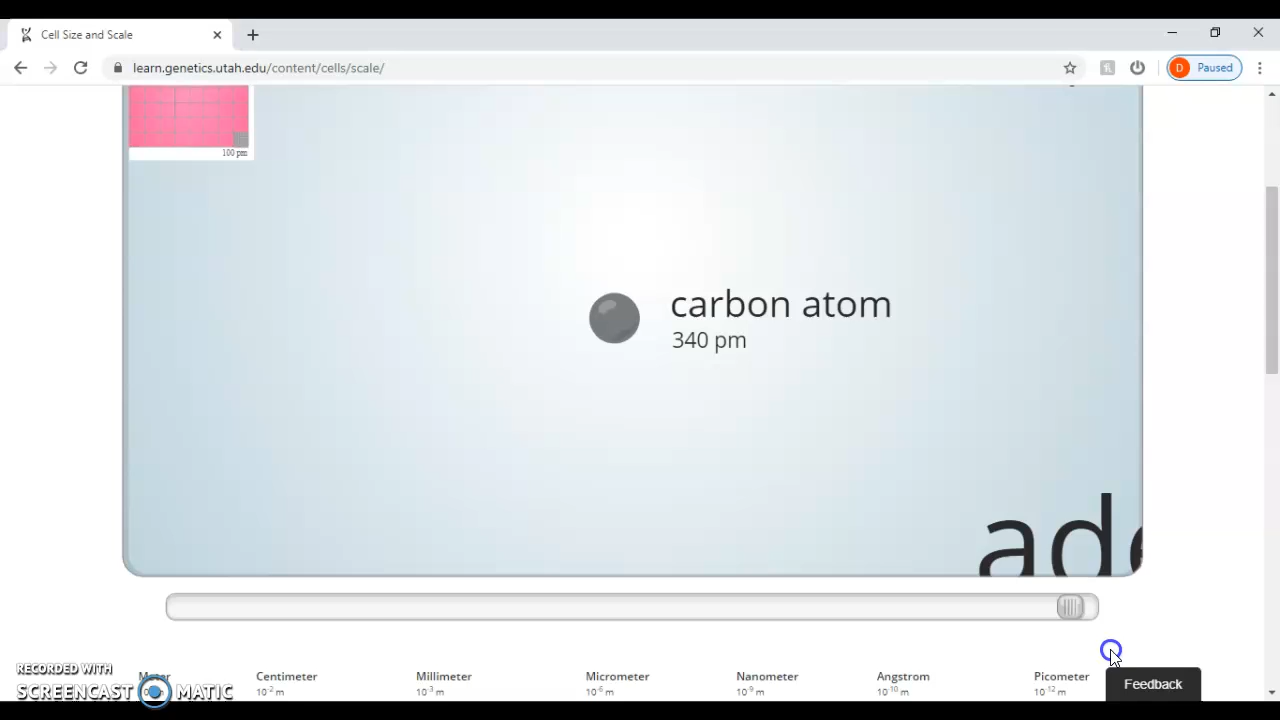 Cell Size and Scale
learn.genetics.utah.edu/content/cells/scale/
D Paused
100 pm
carbon atom
340 pm
ade
RECORDED WITH
SCREENCAST MATIC
Meter Centimeter Millimeter Micrometer Nanometer Angstrom Picometer
10⁻² m 10⁻³ m 10⁻⁶ m 10⁻⁹ m 10⁻¹⁰ m 10⁻¹² m
Feedback